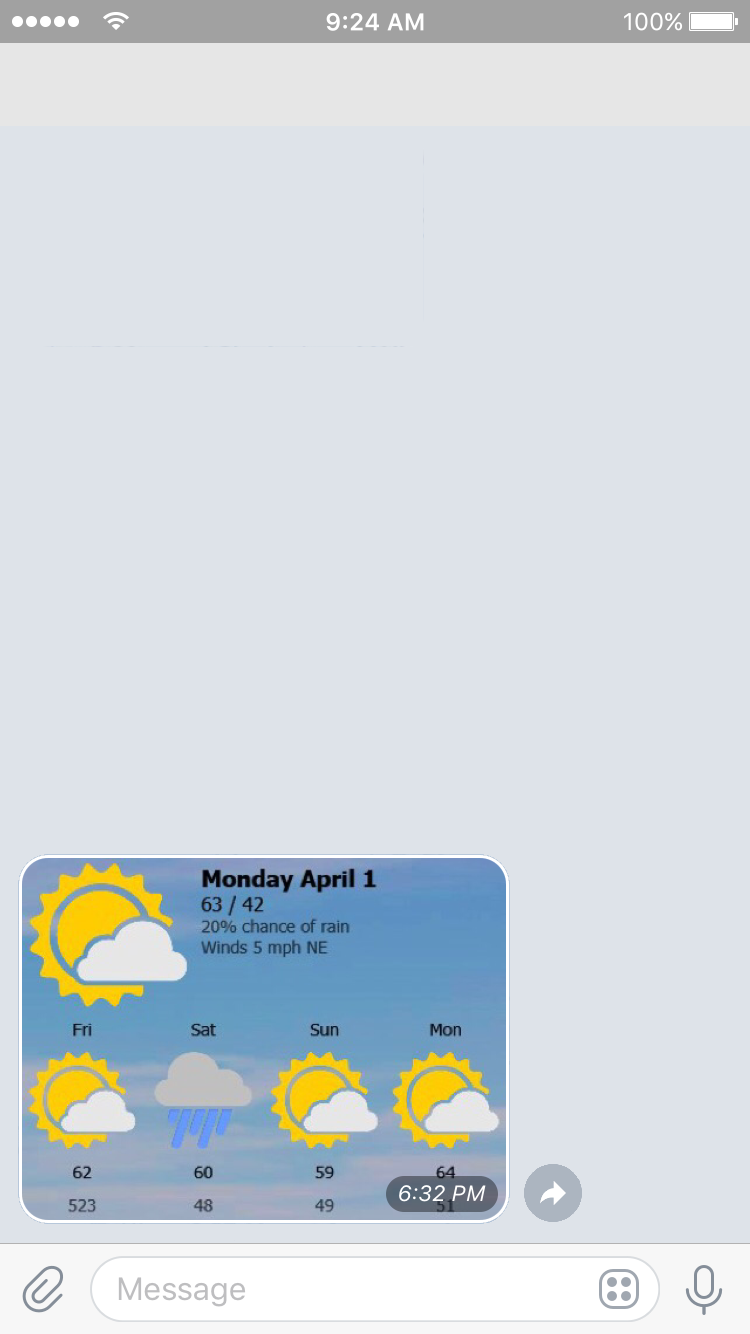 9:24 AM 100%
Monday April 1
63 / 42
20% chance of rain
Winds 5 mph NE
Fri Sat Sun Mon
62 60 59 64
523 48 49 51
6:32 PM
Message